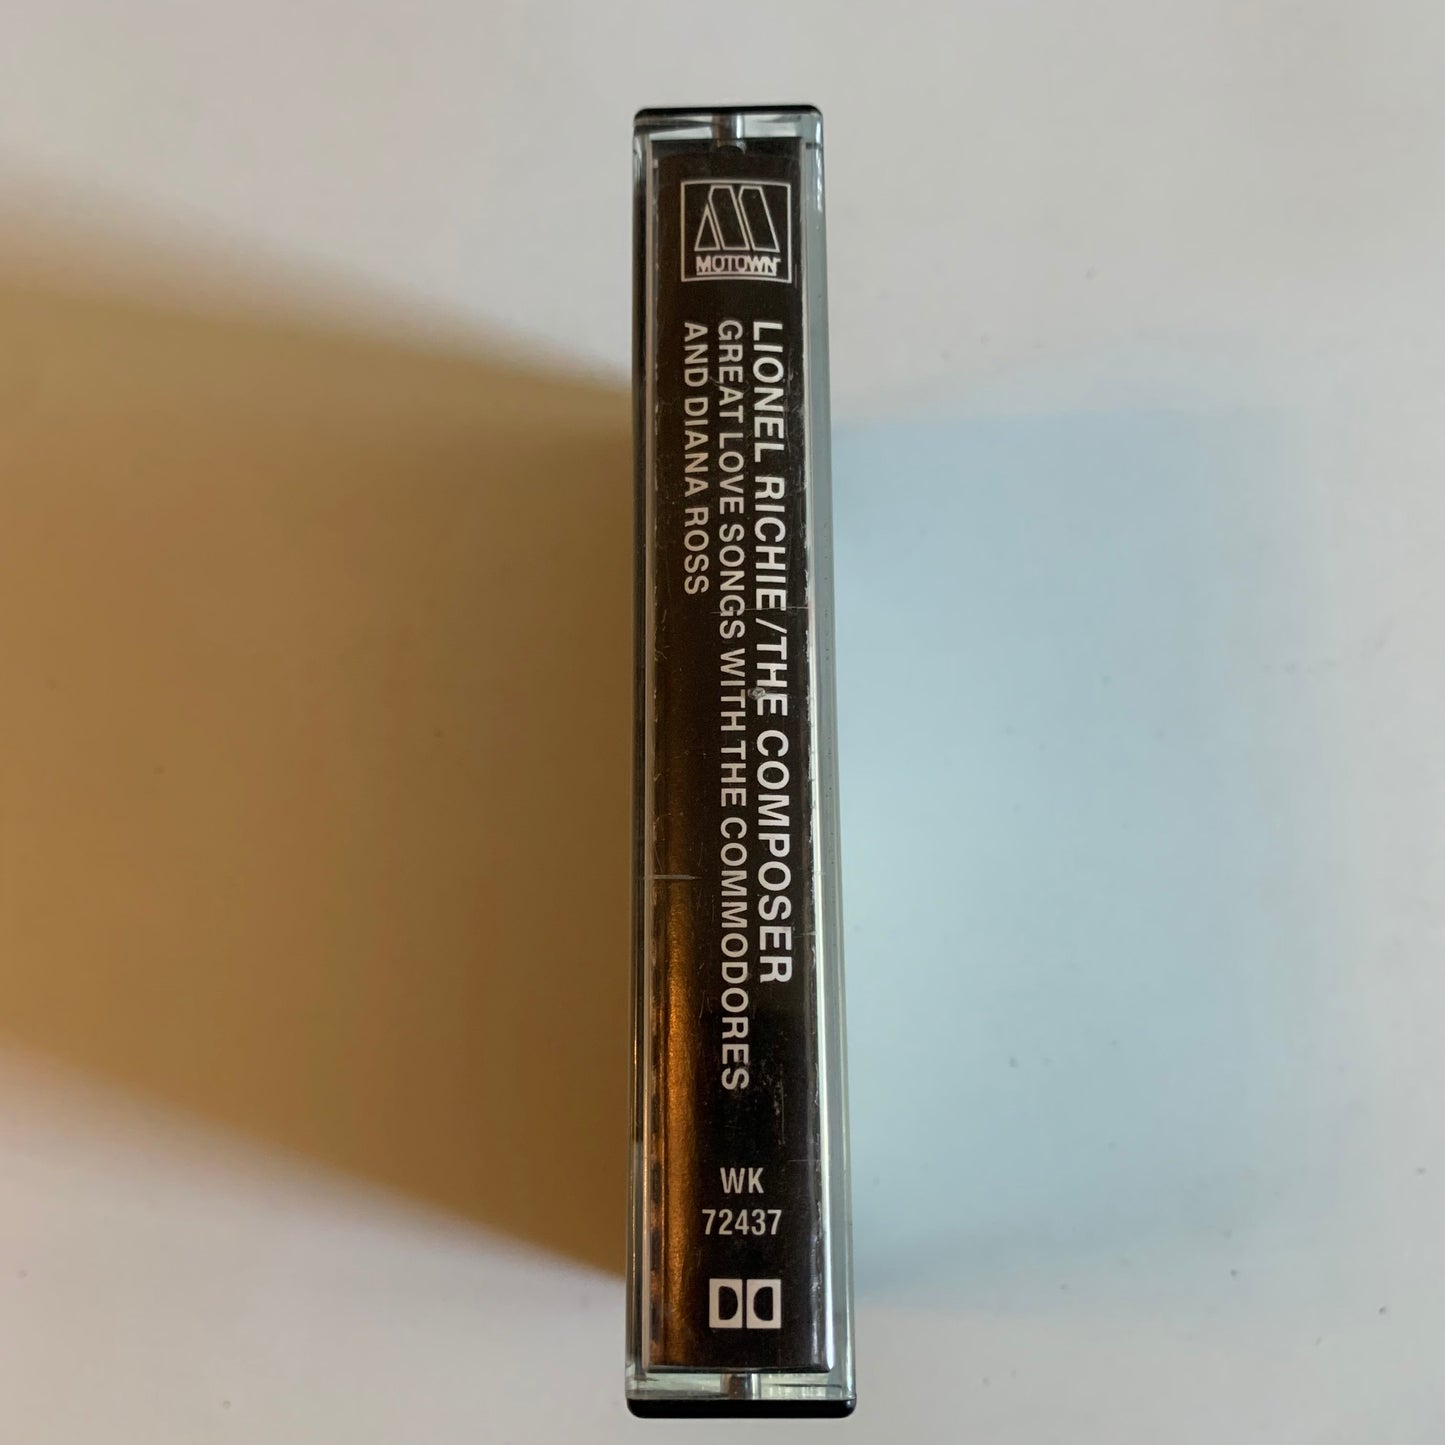 MOTOWN
LIONEL RICHIE/THE COMPOSER
GREAT LOVE SONGS WITH THE COMMODORES
AND DIANA ROSS
WK
72437